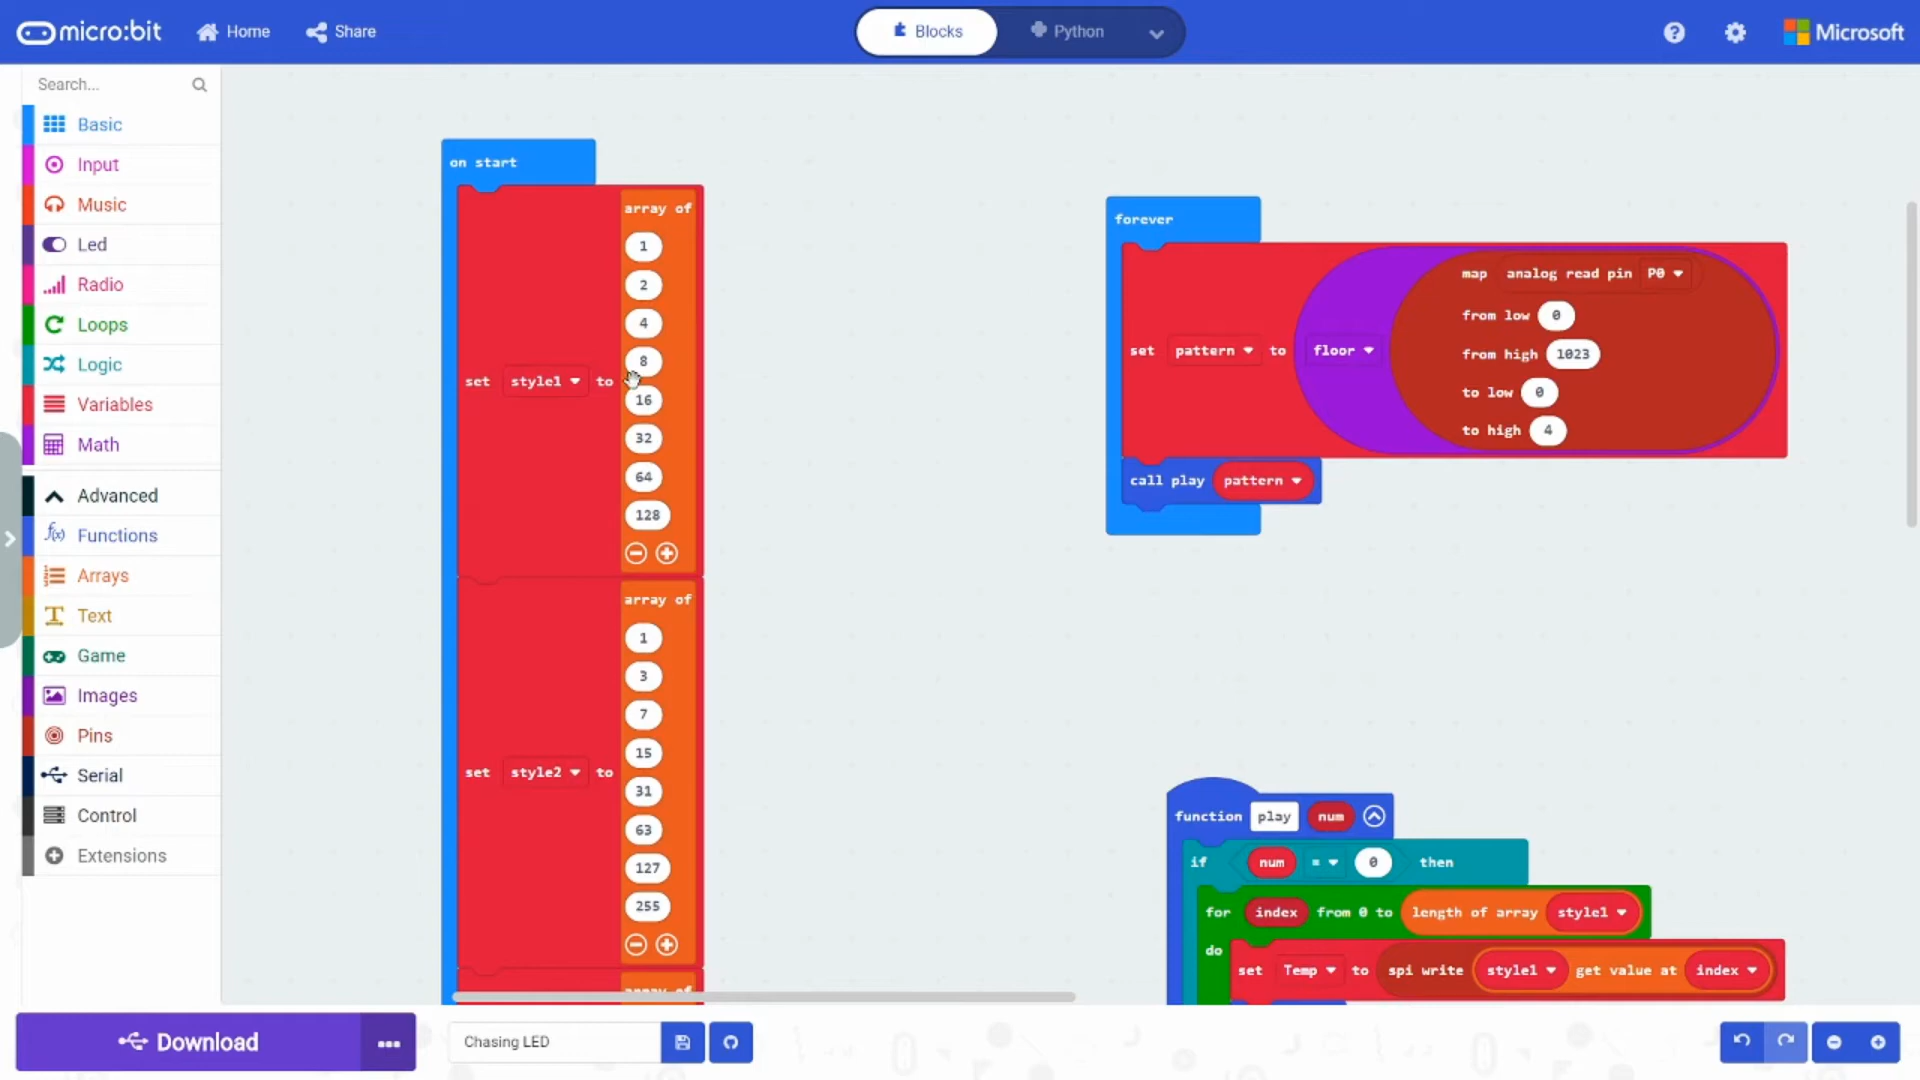 micro:bit Home Share Blocks Python Microsoft
Search...
Basic
Input
Music
Led
Radio
Loops
Logic
Variables
Math
Advanced
Functions
Arrays
Text
Game
Images
Pins
Serial
Control
Extensions
on start
set style1 to
array of
1
2
4
8
16
32
64
128
set style2 to
array of
1
3
7
15
31
63
127
255
array of
forever
set pattern to floor
map analog read pin P0
from low 0
from high 1023
to low 0
to high 4
call play pattern
function play num
if num = 0 then
for index from 0 to length of array style1
do
set Temp to spi write style1 get value at index
Download
Chasing LED